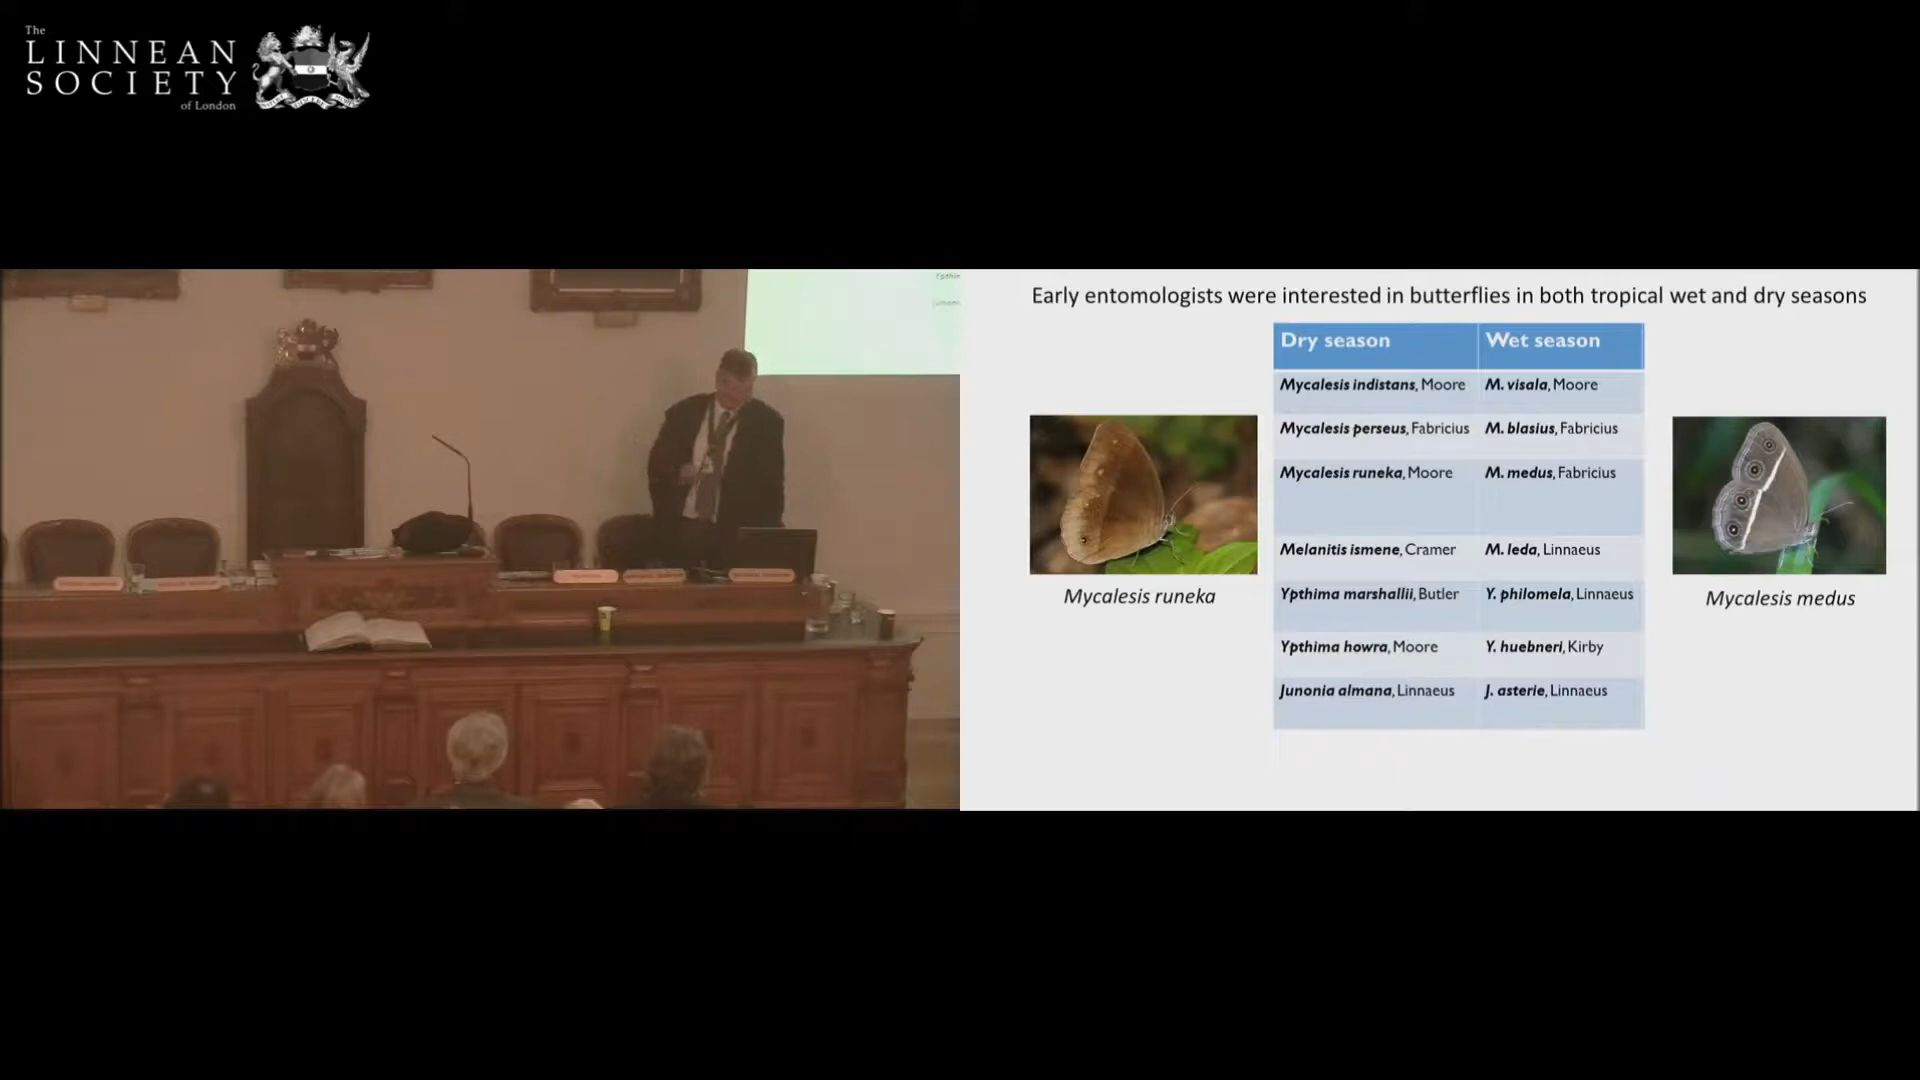 The
LINNEAN
SOCIETY
of London
Early entomologists were interested in butterflies in both tropical wet and dry seasons
Dry season Wet season
Mycalesis indistans, Moore M. visala, Moore
Mycalesis perseus, Fabricius M. blasius, Fabricius
Mycalesis runeka, Moore M. medus, Fabricius
Melanitis ismene, Cramer M. leda, Linnaeus
Ypthima marshallii, Butler Y. philomela, Linnaeus
Ypthima howra, Moore Y. huebneri, Kirby
Junonia almana, Linnaeus J. asterie, Linnaeus
Mycalesis runeka
Mycalesis medus